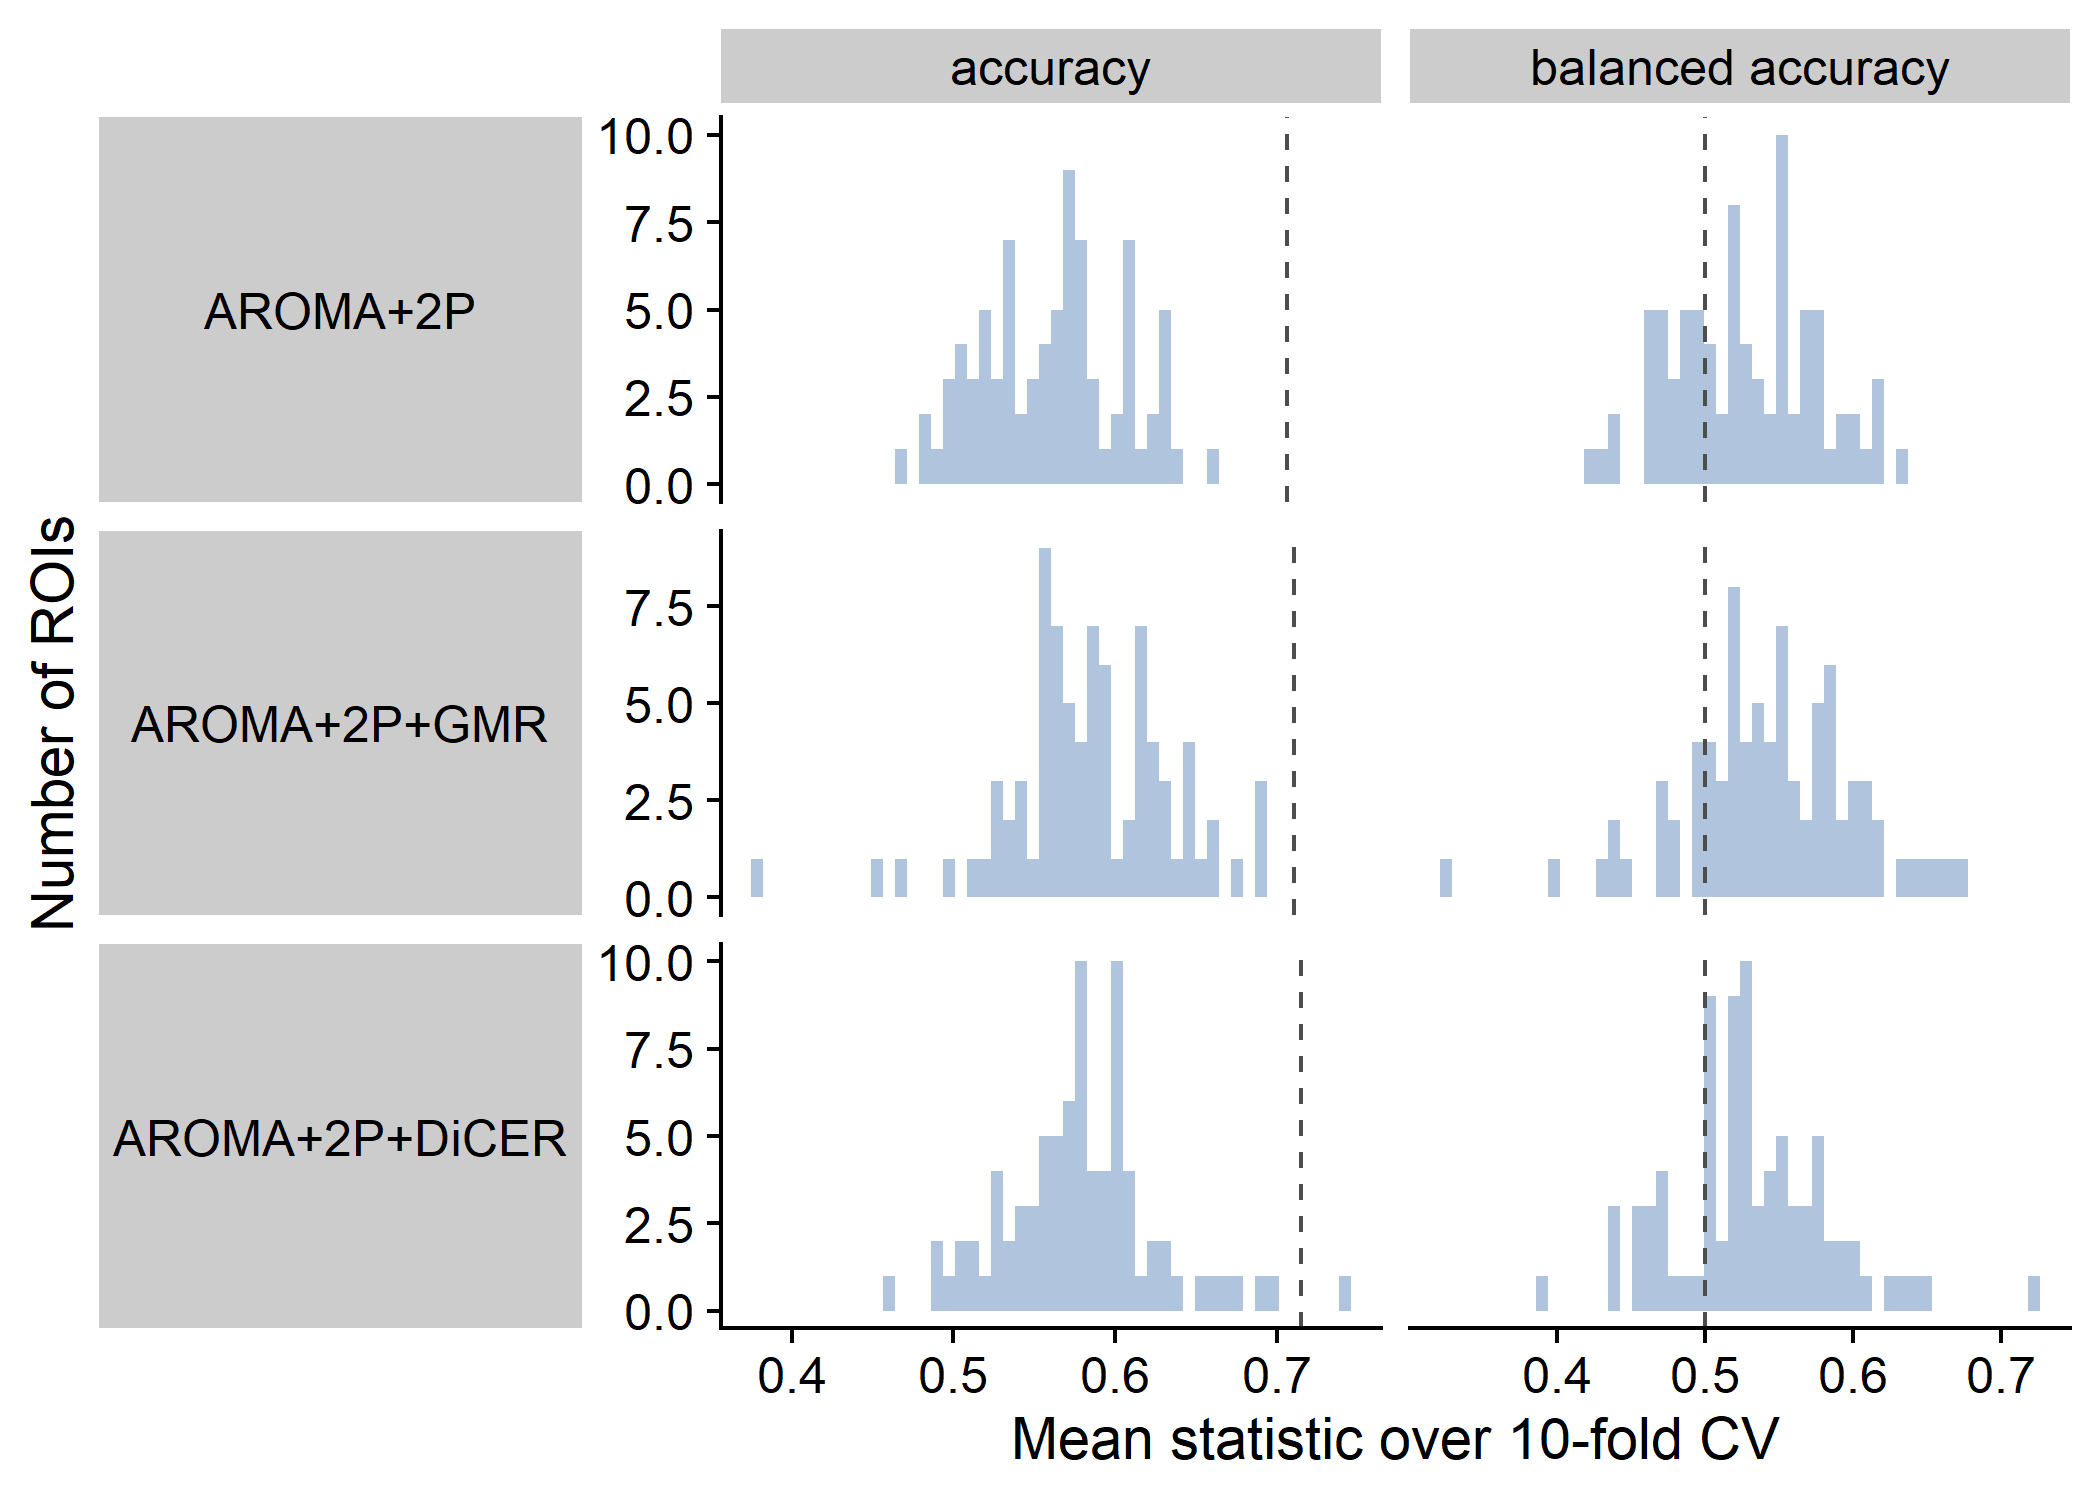 accuracy
balanced accuracy
Number of ROIs
AROMA+2P
10.0
7.5
5.0
2.5
0.0
AROMA+2P+GMR
7.5
5.0
2.5
0.0
AROMA+2P+DiCER
10.0
7.5
5.0
2.5
0.0
0.4 0.5 0.6 0.7
0.4 0.5 0.6 0.7
Mean statistic over 10-fold CV